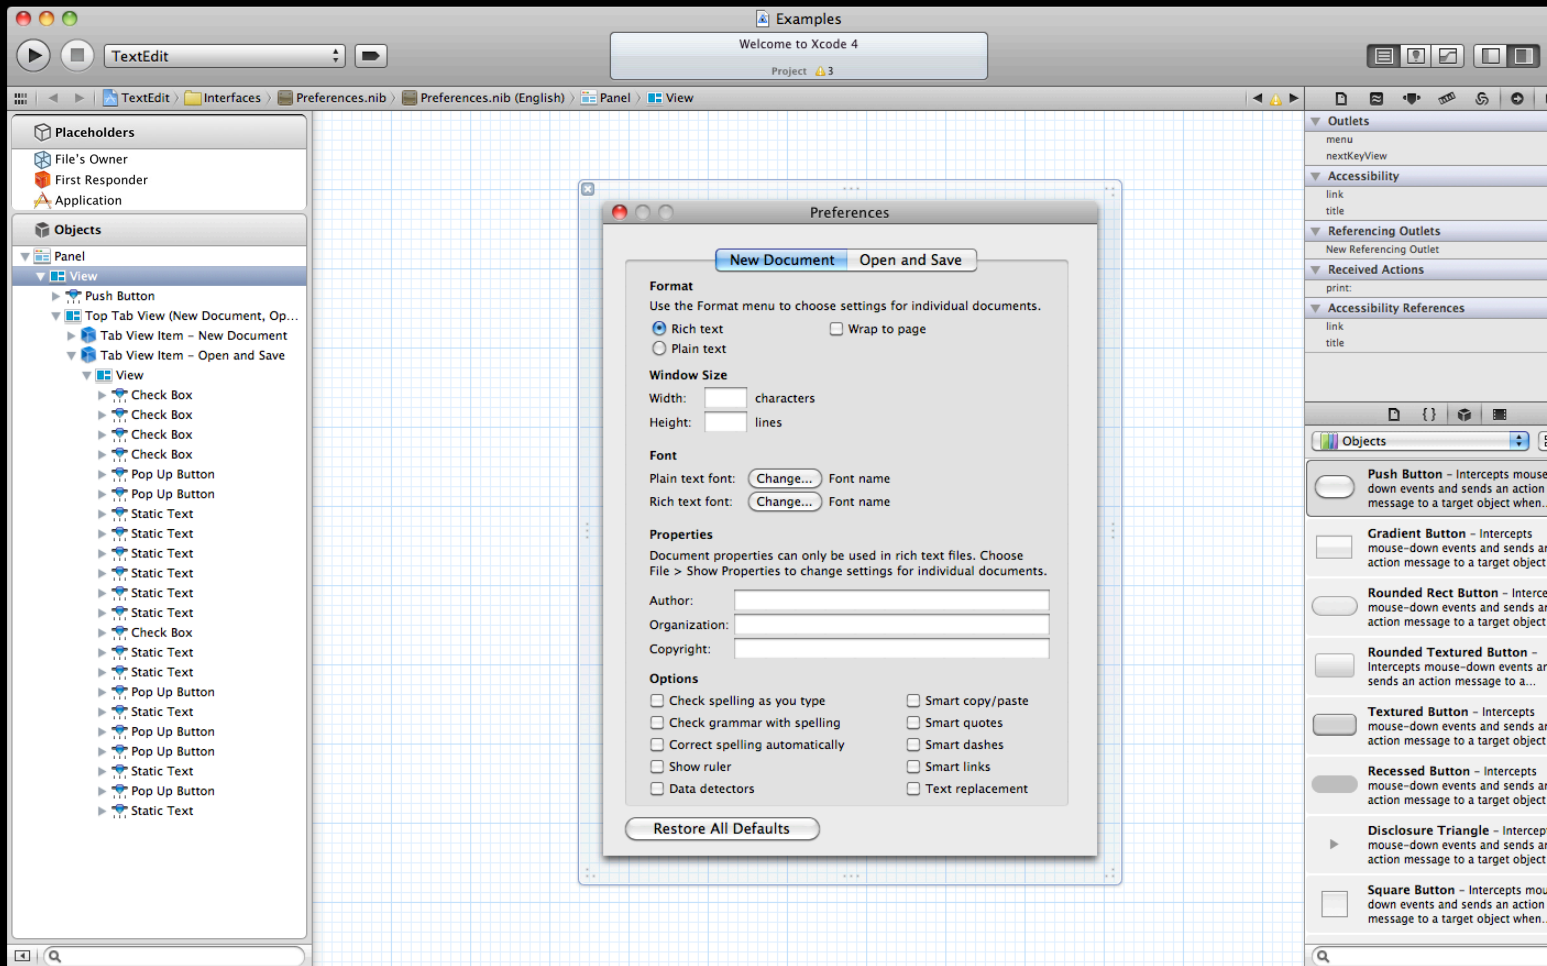 Examples
TextEdit
Welcome to Xcode 4
Project 3
TextEdit Interfaces Preferences.nib Preferences.nib (English) Panel View
Placeholders
File's Owner
First Responder
Application
Objects
Panel
View
Push Button
Top Tab View (New Document, Op...
Tab View Item - New Document
Tab View Item - Open and Save
View
Check Box
Check Box
Check Box
Check Box
Pop Up Button
Pop Up Button
Static Text
Static Text
Static Text
Static Text
Static Text
Static Text
Check Box
Static Text
Static Text
Pop Up Button
Static Text
Pop Up Button
Pop Up Button
Static Text
Pop Up Button
Static Text
Preferences
New Document Open and Save
Format
Use the Format menu to choose settings for individual documents.
Rich text Wrap to page
Plain text
Window Size
Width: characters
Height: lines
Font
Plain text font: Change... Font name
Rich text font: Change... Font name
Properties
Document properties can only be used in rich text files. Choose
File > Show Properties to change settings for individual documents.
Author:
Organization:
Copyright:
Options
Check spelling as you type Smart copy/paste
Check grammar with spelling Smart quotes
Correct spelling automatically Smart dashes
Show ruler Smart links
Data detectors Text replacement
Restore All Defaults
Outlets
menu
nextKeyView
Accessibility
link
title
Referencing Outlets
New Referencing Outlet
Received Actions
print:
Accessibility References
link
title
{}
Objects
Push Button - Intercepts mouse
down events and sends an action
message to a target object when...
Gradient Button - Intercepts
mouse-down events and sends
action message to a target object
Rounded Rect Button -
mouse-down events and sends
action message to a target object
Rounded Textured Button -
Intercepts mouse-down events
sends an action message to a...
Textured Button - Intercepts
mouse-down events and sends
action message to a target object
Recessed Button - Intercepts
mouse-down events and sends
action message to a target object
Disclosure Triangle -
mouse-down events and sends
action message to a target object
Square Button - Intercepts
down events and sends an action
message to a target object when...